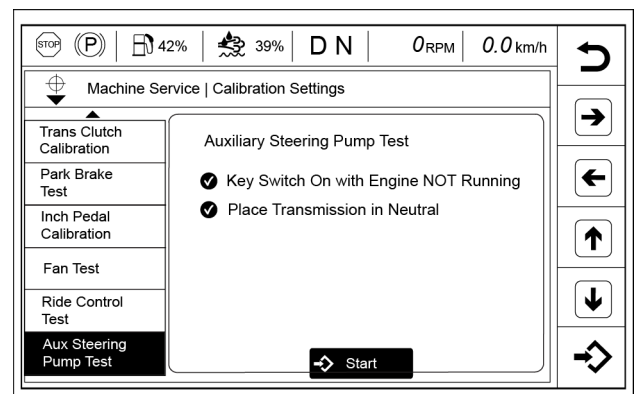 STOP (P) 42% 39% D N 0RPM 0.0 km/h
Machine Service | Calibration Settings
Trans Clutch
Calibration
Park Brake
Test
Inch Pedal
Calibration
Fan Test
Ride Control
Test
Aux Steering
Pump Test
Auxiliary Steering Pump Test
Key Switch On with Engine NOT Running
Place Transmission in Neutral
Start